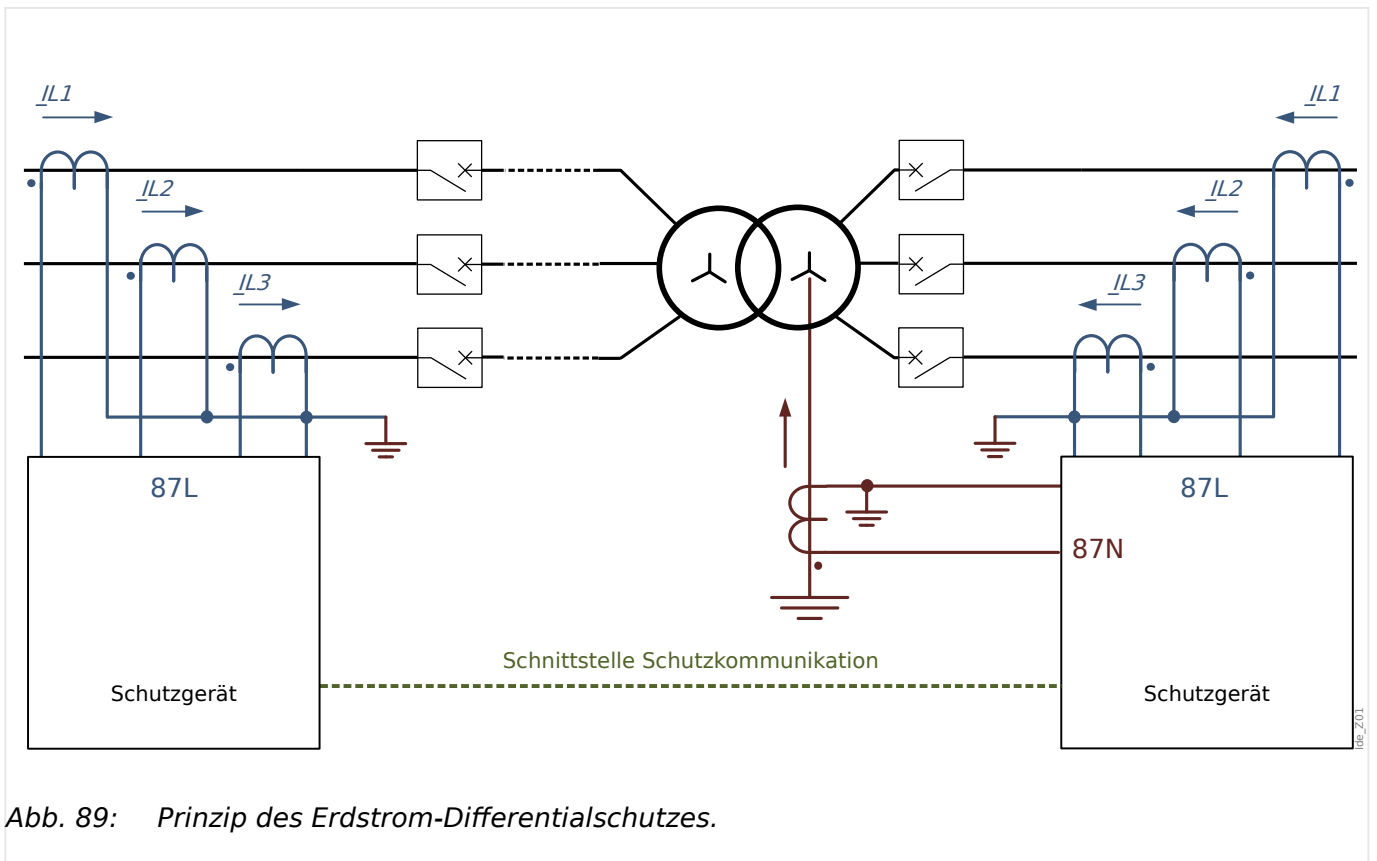 IL1
IL1
IL2
IL2
IL3
IL3
87L
87L
87N
Schnittstelle Schutzkommunikation
Schutzgerät
Schutzgerät
ide_Z01
Abb. 89: Prinzip des Erdstrom-Differentialschutzes.